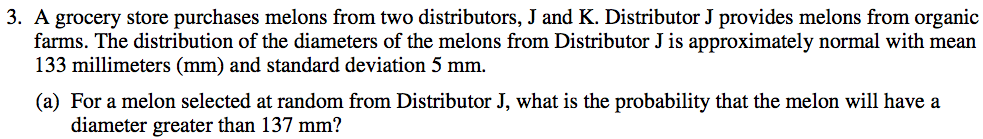 3. A grocery store purchases melons from two distributors, J and K. Distributor J provides melons from organic
farms. The distribution of the diameters of the melons from Distributor J is approximately normal with mean
133 millimeters (mm) and standard deviation 5 mm.
(a) For a melon selected at random from Distributor J, what is the probability that the melon will have a
diameter greater than 137 mm?